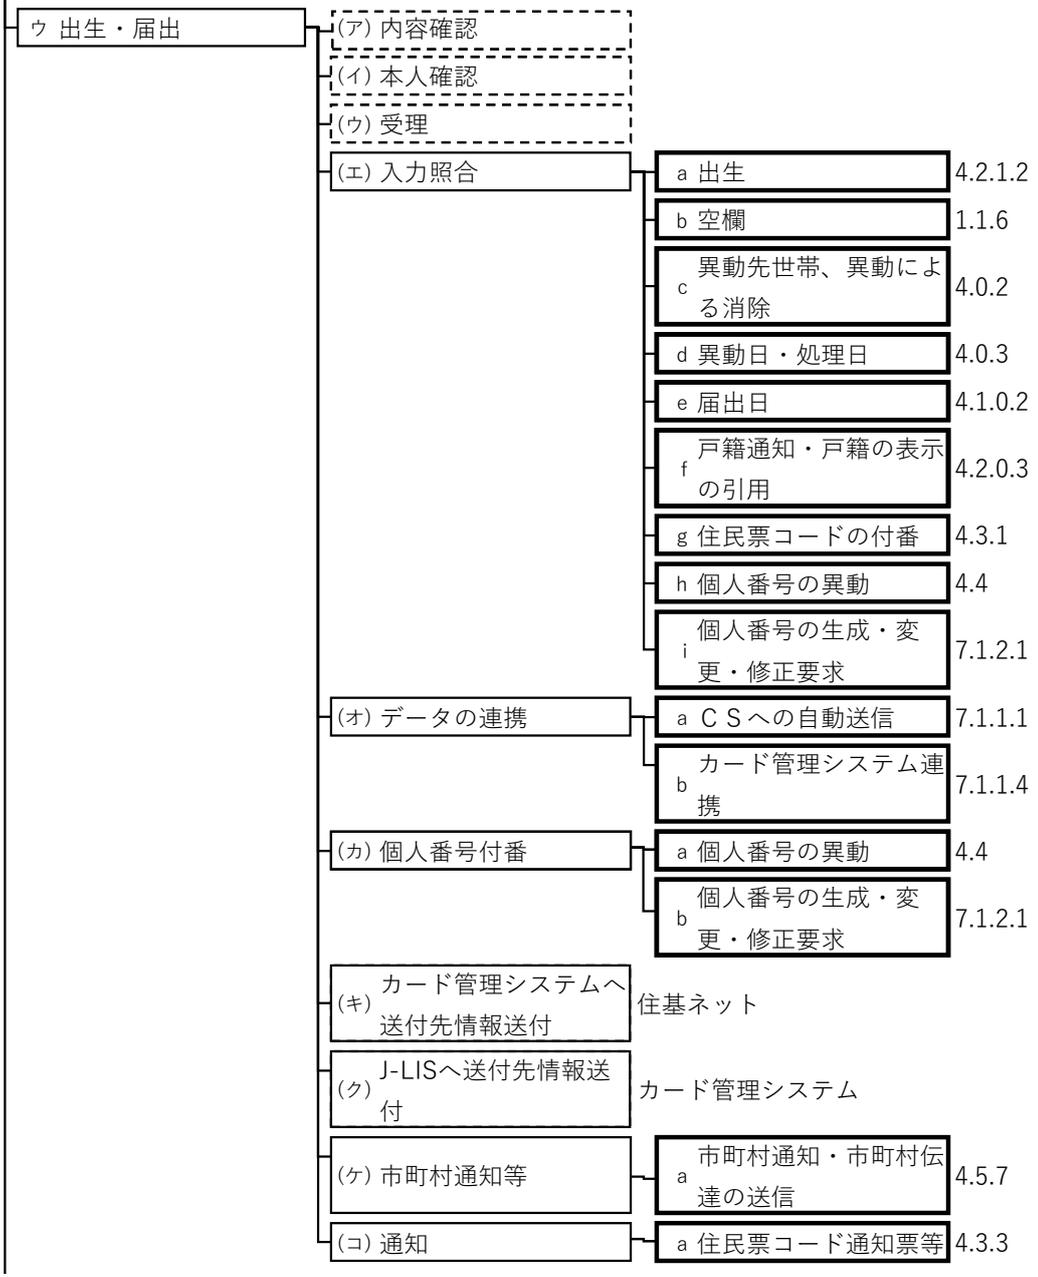 ウ 出生・届出
(ア) 内容確認
(イ) 本人確認
(ウ) 受理
(エ) 入力照合
a 出生 4.2.1.2
b 空欄 1.1.6
c 異動先世帯、異動によ
る消除 4.0.2
d 異動日・処理日 4.0.3
e 届出日 4.1.0.2
f 戸籍通知・戸籍の表示
の引用 4.2.0.3
g 住民票コードの付番 4.3.1
h 個人番号の異動 4.4
i 個人番号の生成・変
更・修正要求 7.1.2.1
(オ) データの連携
a ＣＳへの自動送信 7.1.1.1
b カード管理システム連
携 7.1.1.4
(カ) 個人番号付番
a 個人番号の異動 4.4
b 個人番号の生成・変
更・修正要求 7.1.2.1
(キ) カード管理システムへ
送付先情報送付 住基ネット
(ク) J-LISへ送付先情報送
付 カード管理システム
(ケ) 市町村通知等
a 市町村通知・市町村伝
達の送信 4.5.7
(コ) 通知
a 住民票コード通知票等 4.3.3